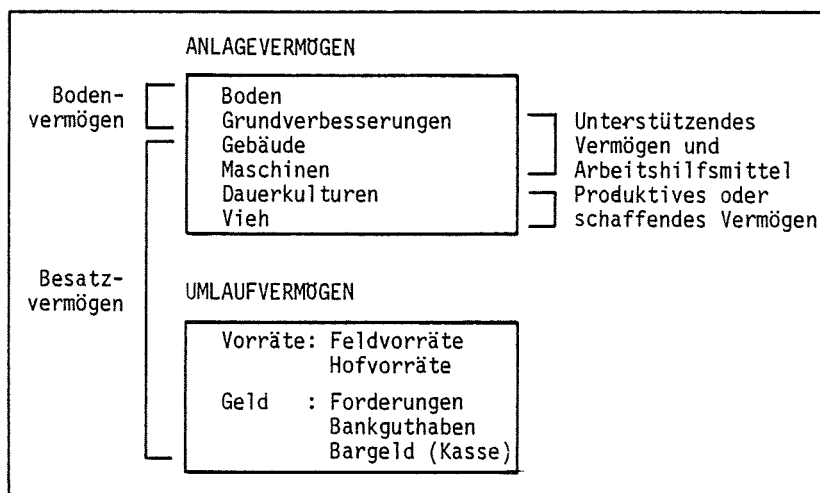 ANLAGEVERMÖGEN
Boden-
vermögen
Boden
Grundverbesserungen
Gebäude
Maschinen
Dauerkulturen
Vieh
Unterstützendes
Vermögen und
Arbeitshilfsmittel
Produktives oder
schaffendes Vermögen
Besatz-
vermögen
UMLAUFVERMÖGEN
Vorräte: Feldvorräte
Hofvorräte
Geld : Forderungen
Bankguthaben
Bargeld (Kasse)